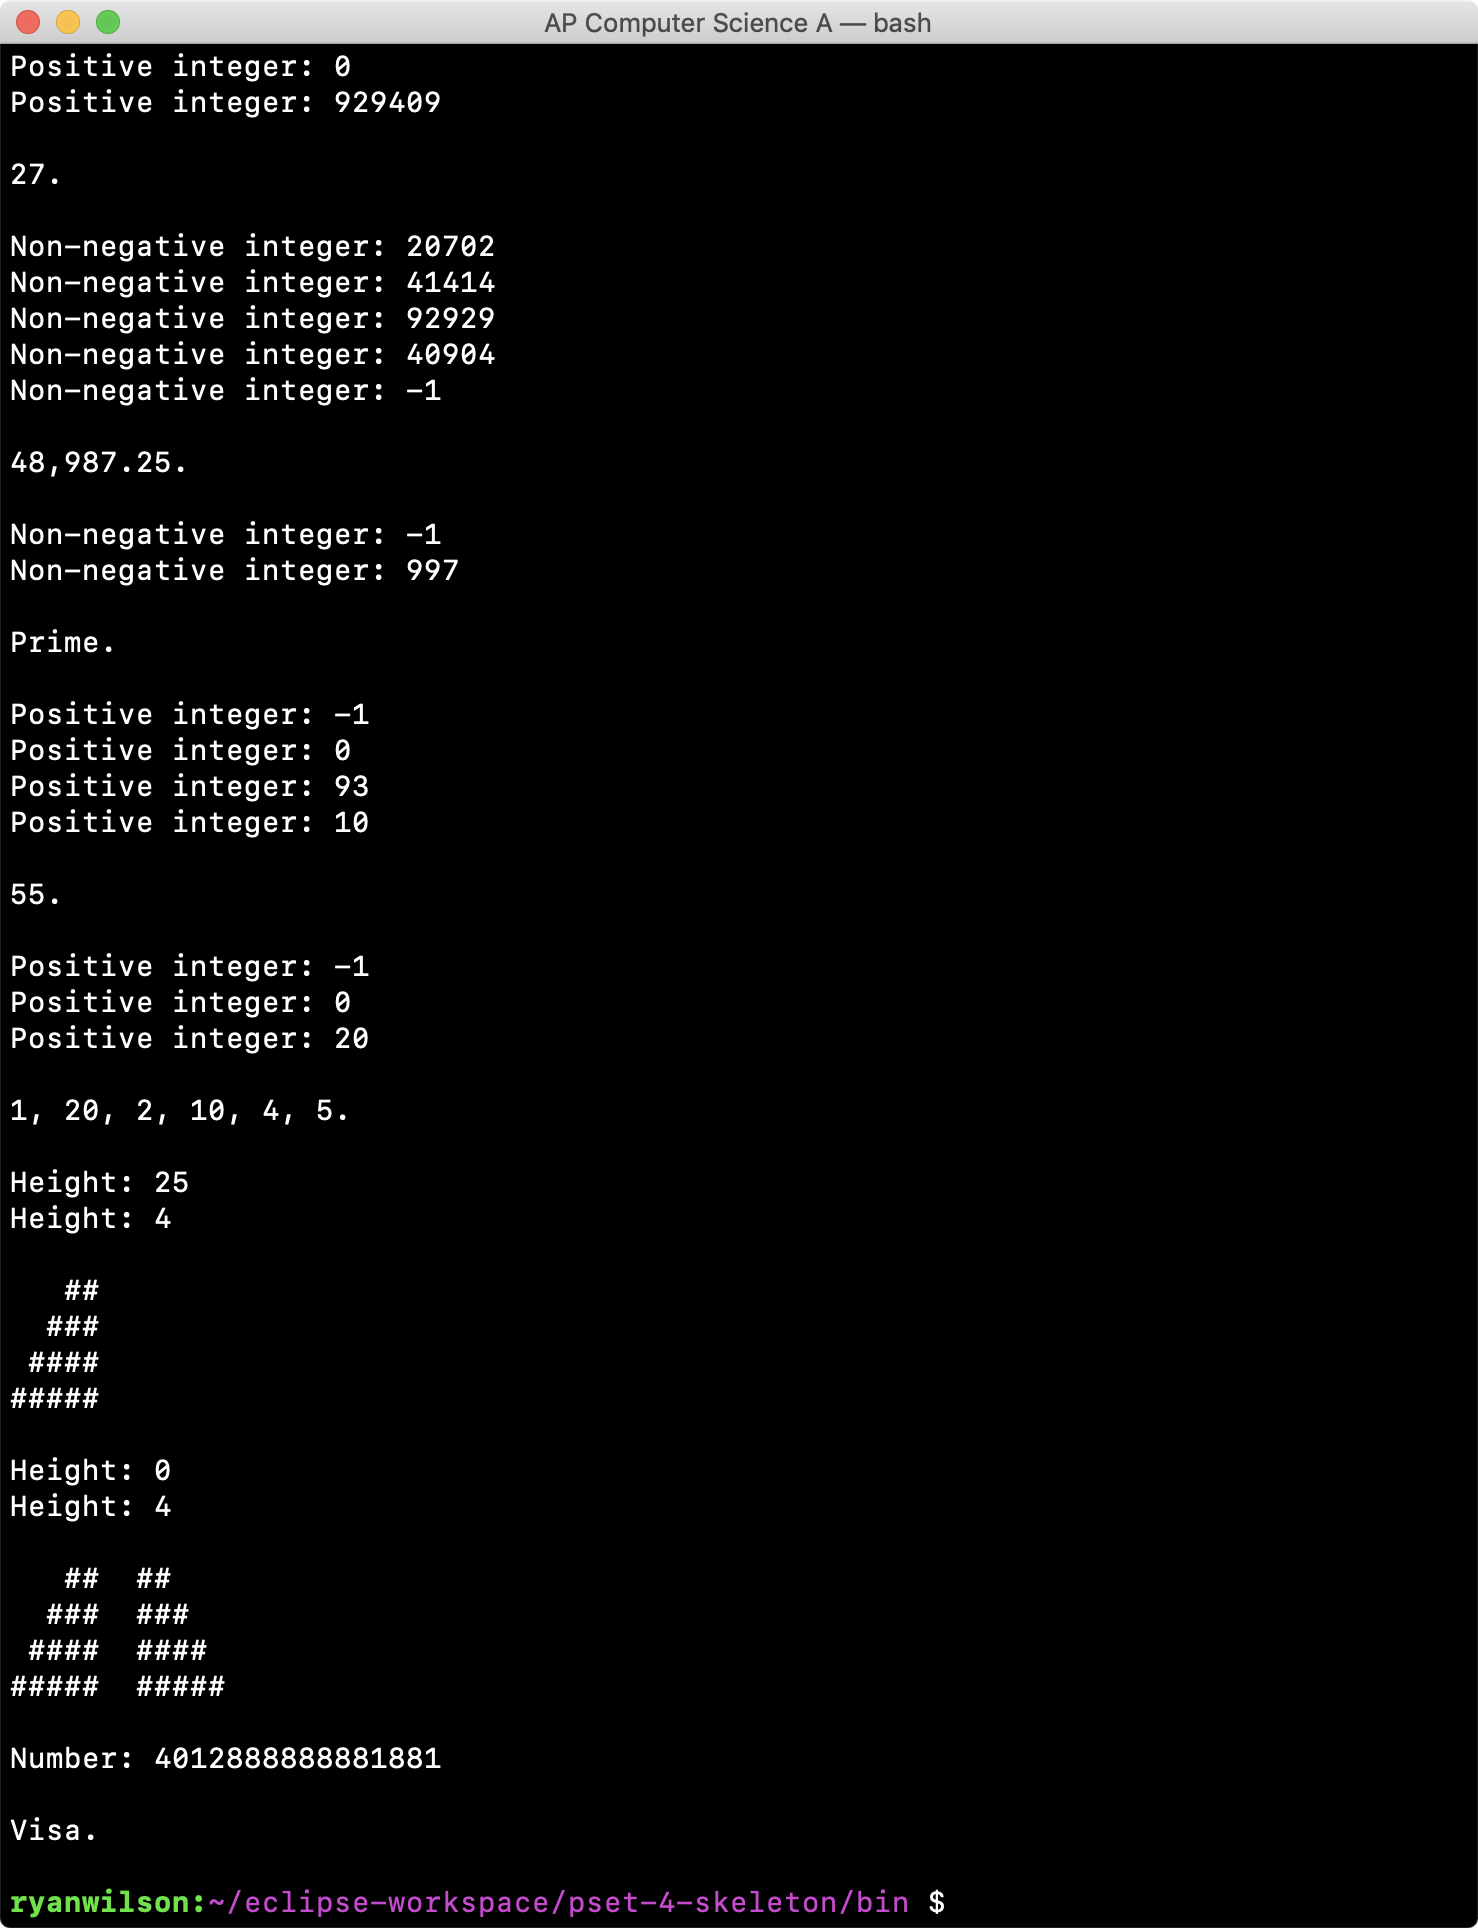 AP Computer Science A — bash
Positive integer: 0
Positive integer: 929409

27.

Non-negative integer: 20702
Non-negative integer: 41414
Non-negative integer: 92929
Non-negative integer: 40904
Non-negative integer: -1

48,987.25.

Non-negative integer: -1
Non-negative integer: 997

Prime.

Positive integer: -1
Positive integer: 0
Positive integer: 93
Positive integer: 10

55.

Positive integer: -1
Positive integer: 0
Positive integer: 20

1, 20, 2, 10, 4, 5.

Height: 25
Height: 4

   ##
  ###
 ####
#####

Height: 0
Height: 4

   ##  ##
  ###  ###
 ####  ####
#####  #####

Number: 4012888888881881

Visa.

ryanwilson:~/eclipse-workspace/pset-4-skeleton/bin $